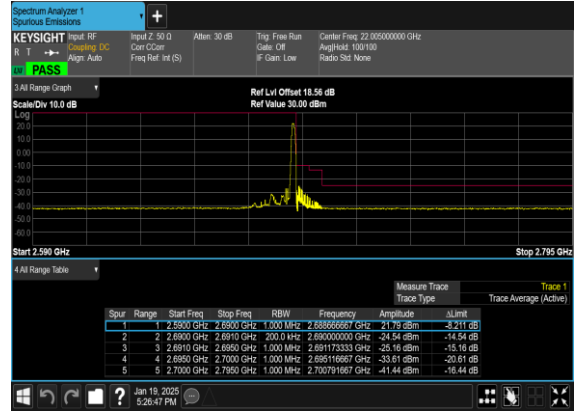 Spectrum Analyzer 1
Spurious Emissions
KEYSIGHT Input: RF Input Z: 50 Ω Atten: 30 dB Trig: Free Run Center Freq: 22.005000000 GHz
R T Coupling: DC Corr CCorr Gate: Off Avg|Hold: 100/100
Align: Auto Freq Ref: Int (S) IF Gain: Low Radio Std: None
LM PASS
3 All Range Graph Ref Lvl Offset 18.56 dB
Scale/Div 10.0 dB Ref Value 30.00 dBm
Log
20.0
10.0
0.00
-10.0
-20.0
-30.0
-40.0
-50.0
-60.0
Start 2.590 GHz Stop 2.795 GHz
4 All Range Table
Measure Trace Trace 1
Trace Type Trace Average (Active)
Spur Range Start Freq Stop Freq RBW Frequency Amplitude ΔLimit
1 1 2.5900 GHz 2.6900 GHz 1.000 MHz 2.688666667 GHz 21.79 dBm -8.211 dB
2 2 2.6900 GHz 2.6910 GHz 200.0 kHz 2.690000000 GHz -24.54 dBm -14.54 dB
3 3 2.6910 GHz 2.6950 GHz 1.000 MHz 2.691173333 GHz -25.16 dBm -15.16 dB
4 4 2.6950 GHz 2.7000 GHz 1.000 MHz 2.695116667 GHz -33.61 dBm -20.61 dB
5 5 2.7000 GHz 2.7950 GHz 1.000 MHz 2.700791667 GHz -41.44 dBm -16.44 dB
? Jan 19, 2025
5:26:47 PM